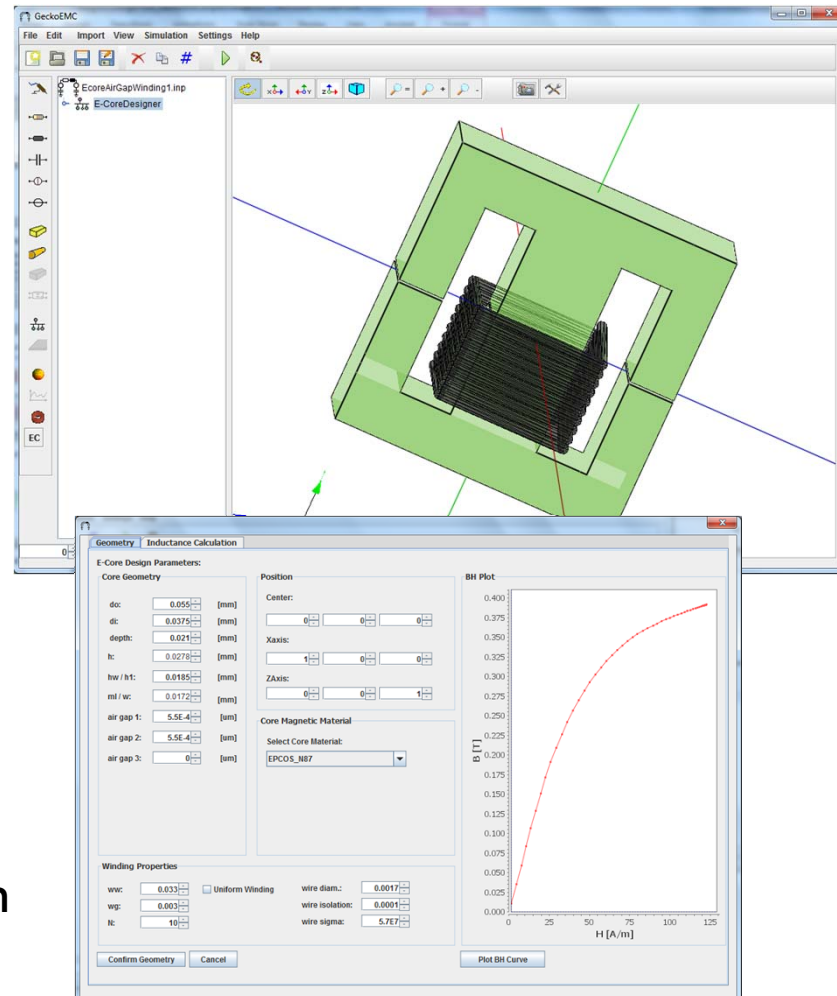 GeckoEMC
File Edit Import View Simulation Settings Help
EcoreAirGapWinding1.inp
E-CoreDesigner
EC
0
Geometry Inductance Calculation
E-Core Design Parameters:
Core Geometry
do: 0.055 [mm]
di: 0.0375 [mm]
depth: 0.021 [mm]
h: 0.0278 [mm]
hw / h1: 0.0185 [mm]
ml / w: 0.0172 [mm]
air gap 1: 5.5E-4 [um]
air gap 2: 5.5E-4 [um]
air gap 3: 0 [um]
Position
Center:
0 0 0
Xaxis:
1 0 0
ZAxis:
0 0 1
Core Magnetic Material
Select Core Material:
EPCOS_N87
BH Plot
0.400
0.375
0.350
0.325
0.300
0.275
0.250
0.225
0.200
0.175
0.150
0.125
0.100
0.075
0.050
0.025
0.000
B [T]
0 25 50 75 100 125
H [A/m]
Winding Properties
ww: 0.033 Uniform Winding wire diam.: 0.0017
wg: 0.003 wire isolation: 0.0001
N: 10 wire sigma: 5.7E7
Confirm Geometry Cancel Plot BH Curve
n